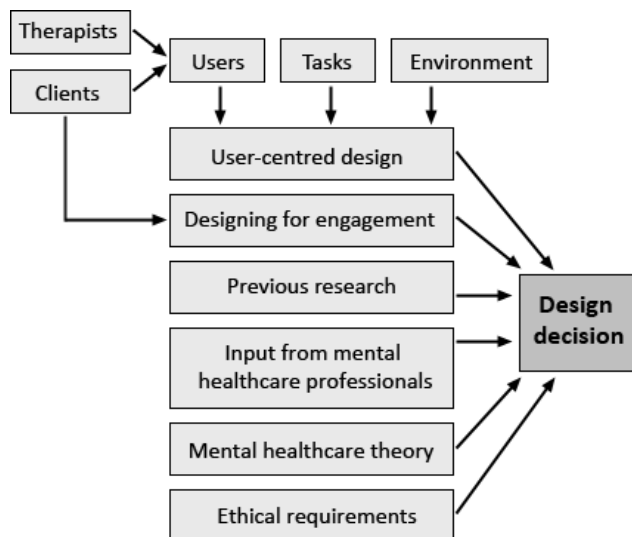 Therapists
Clients
Users
Tasks
Environment
User-centred design
Designing for engagement
Previous research
Input from mental
healthcare professionals
Mental healthcare theory
Ethical requirements
Design
decision